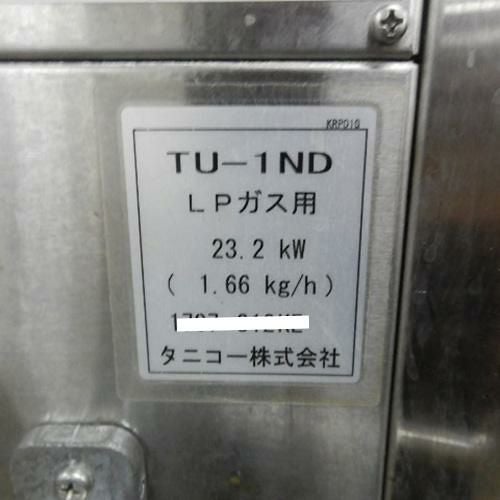 KRP01G
TU-1ND
LPガス用
23.2 kW
( 1.66 kg/h )
タニコー株式会社